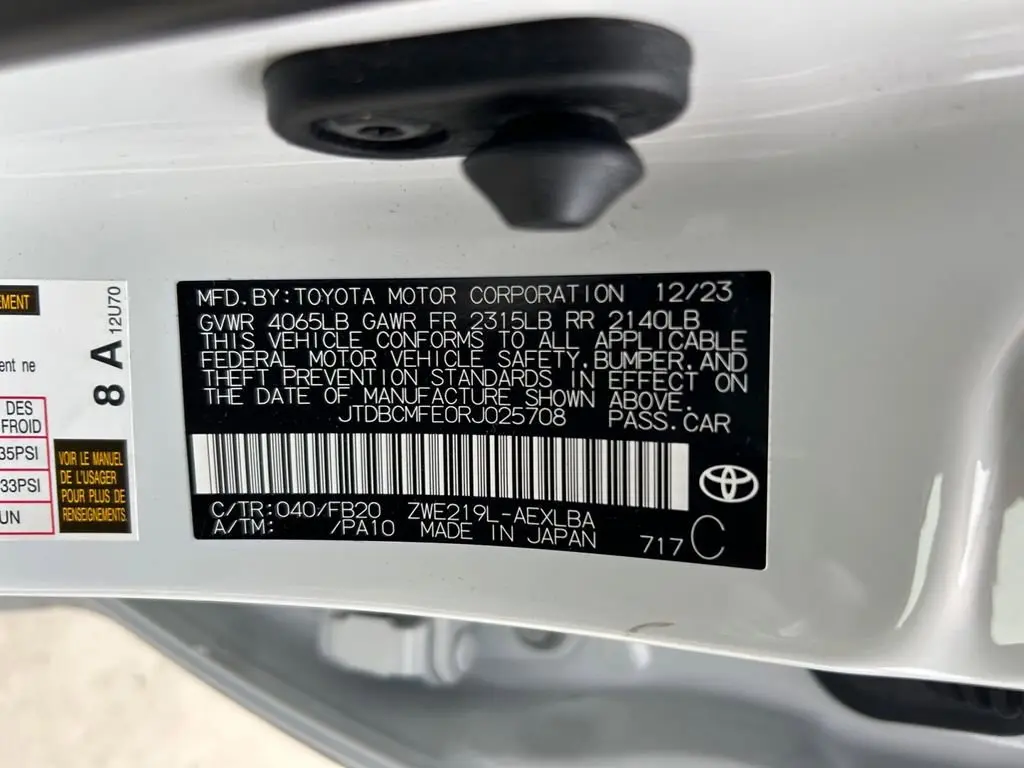 MFD.BY:TOYOTA MOTOR CORPORATION 12/23
GVWR 4065LB GAWR FR 2315LB RR 2140LB
THIS VEHICLE CONFORMS TO ALL APPLICABLE
FEDERAL MOTOR VEHICLE SAFETY,BUMPER,AND
THEFT PREVENTION STANDARDS IN EFFECT ON
THE DATE OF MANUFACTURE SHOWN ABOVE.
JTDBCMFE0RJ025708 PASS.CAR
C/TR:040/FB20 ZWE219L-AEXLBA
A/TM: /PA10 MADE IN JAPAN 717 C
EMENT
ent ne
DES
FROID
35PSI
33PSI
UN
8 A 12U70
VOIR LE MANUEL
DE L'USAGER
POUR PLUS DE
RENSEIGNEMENTS